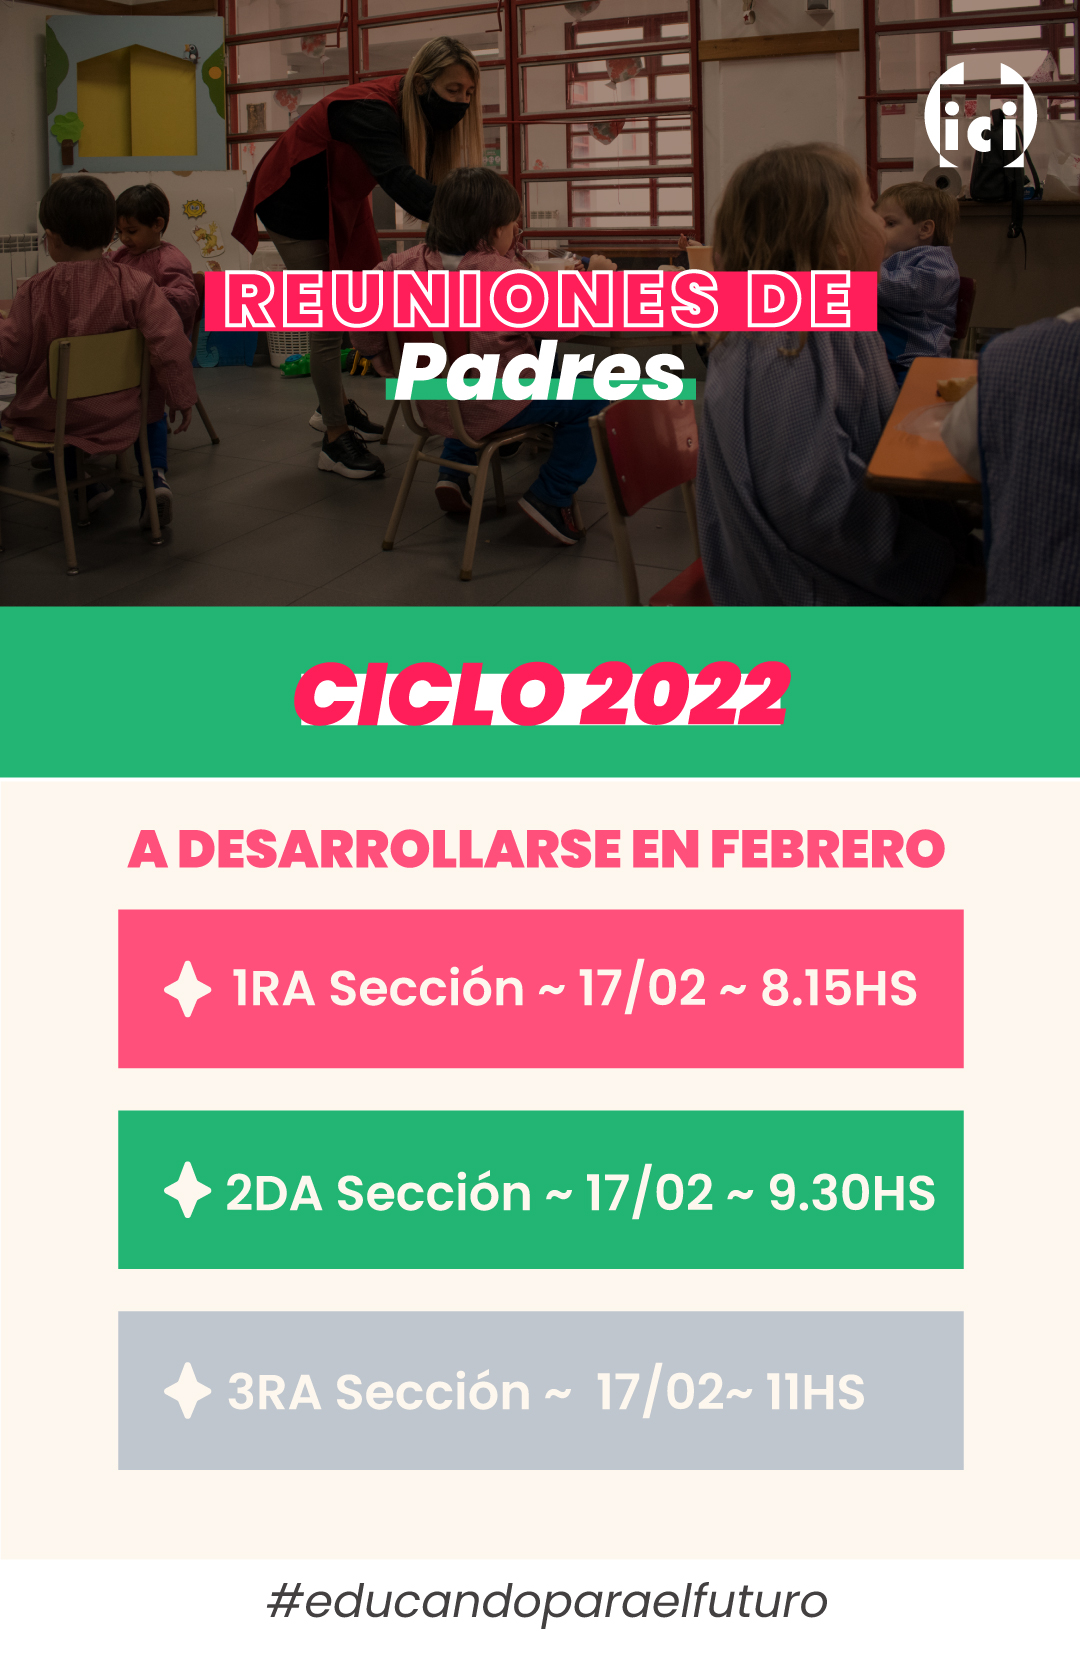 ici
REUNIONES DE
Padres
CICLO 2022
A DESARROLLARSE EN FEBRERO
1RA Sección ~ 17/02 ~ 8.15HS
2DA Sección ~ 17/02 ~ 9.30HS
3RA Sección ~ 17/02~ 11HS
#educandoparaelfuturo